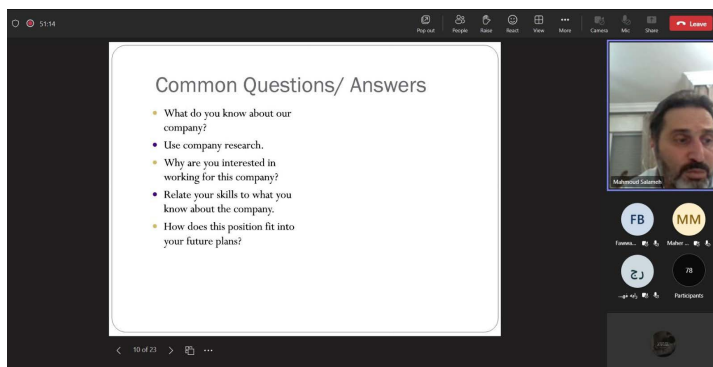 51:14
Pop out
People
Raise
React
View
More
Camera
Mic
Share
Leave
Common Questions/ Answers
What do you know about our
company?
Use company research.
Why are you interested in
working for this company?
Relate your skills to what you
know about the company.
How does this position fit into
your future plans?
Mahmoud Salameh
FB
MM
Fawwa...
Maher ...
رج
78
Participants
10 of 23